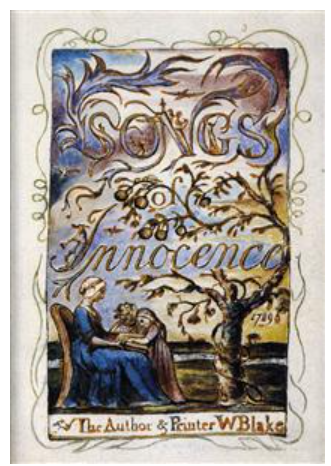 SONGS
of
Innocence
1789
The Author & Printer W Blake